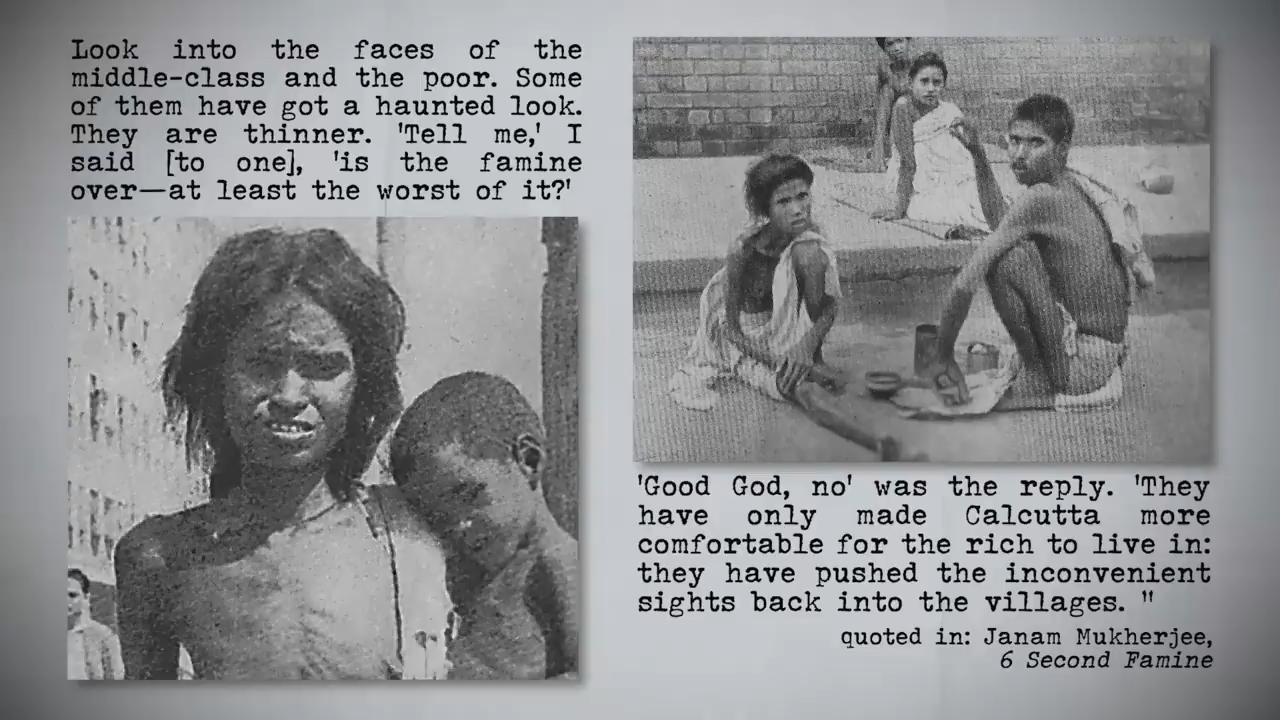 Look into the faces of the
middle-class and the poor. Some
of them have got a haunted look.
They are thinner. 'Tell me,' I
said [to one], 'is the famine
over—at least the worst of it?'
'Good God, no' was the reply. 'They
have only made Calcutta more
comfortable for the rich to live in:
they have pushed the inconvenient
sights back into the villages. "
quoted in: Janam Mukherjee,
6 Second Famine